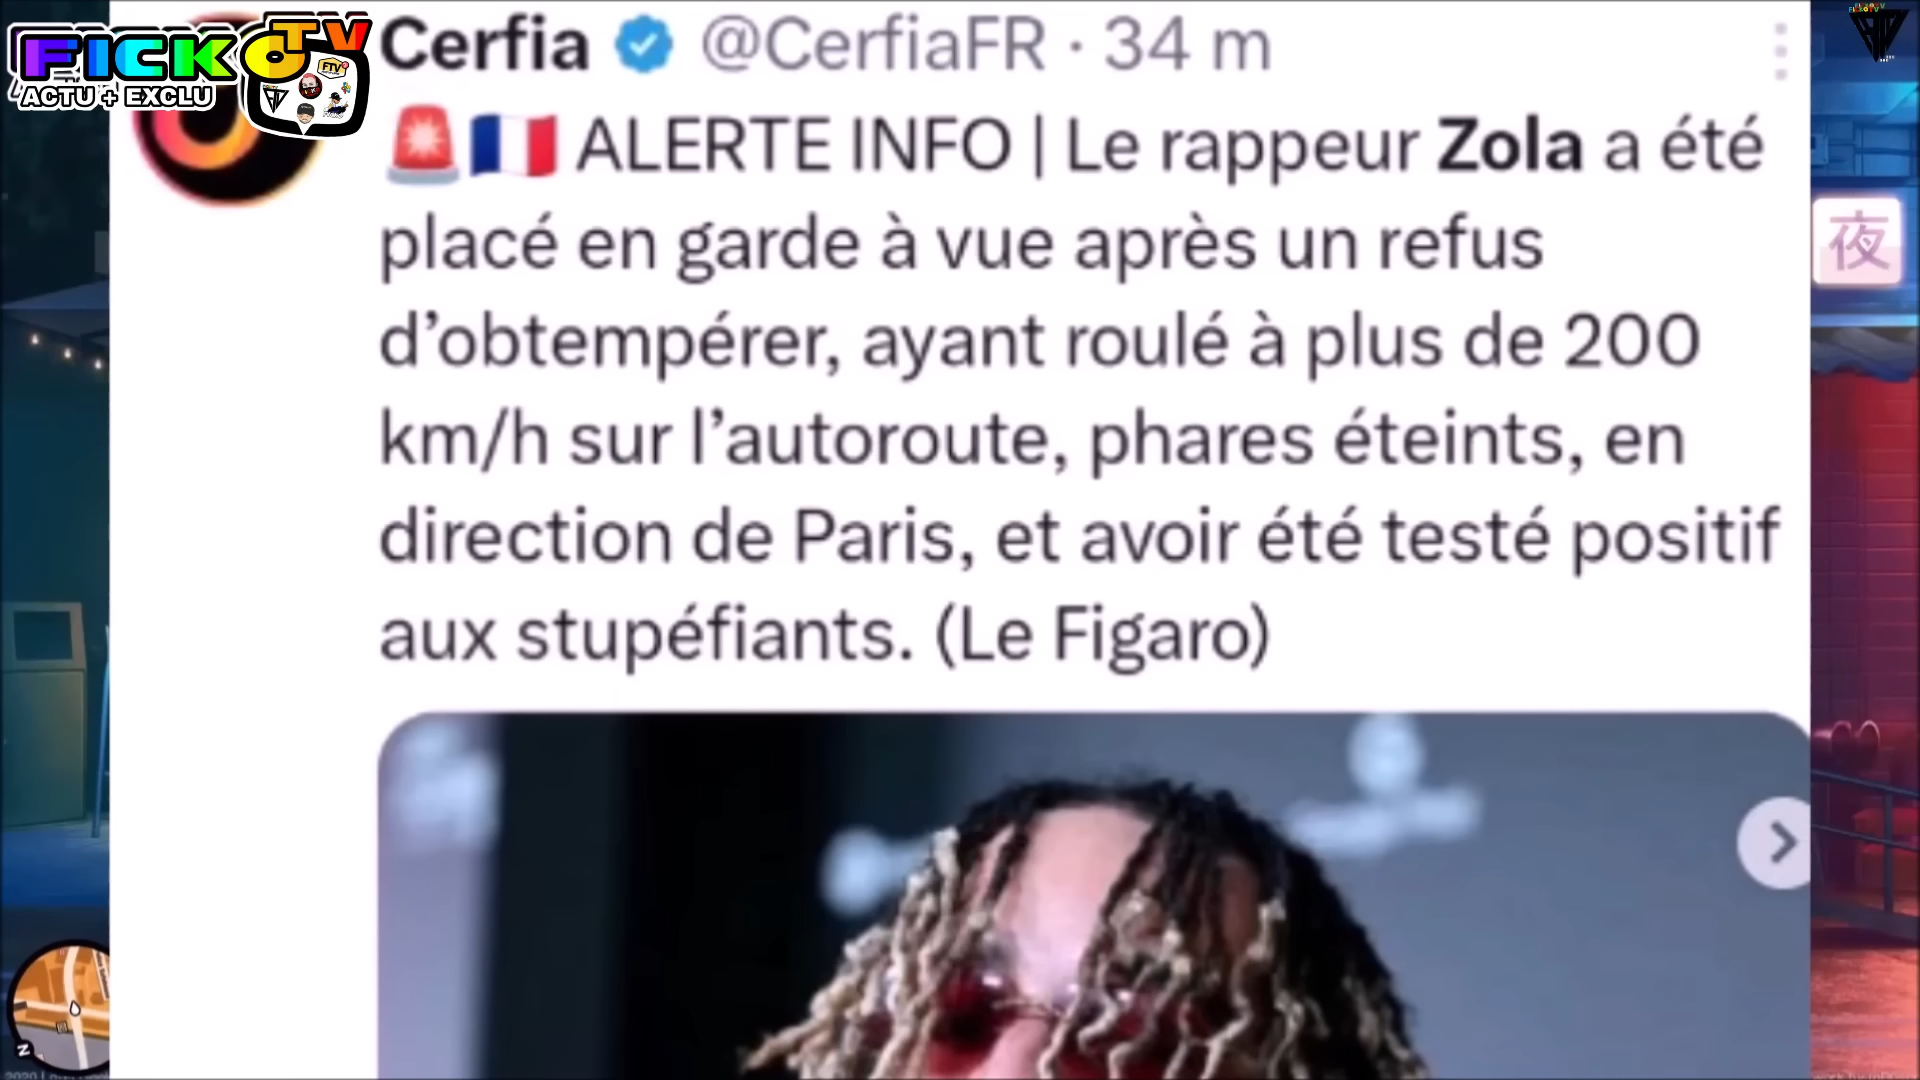 FICKO TV
ACTU + EXCLU
FTV
Cerfia @CerfiaFR · 34 m
🚨🇫🇷 ALERTE INFO | Le rappeur Zola a été
placé en garde à vue après un refus
d’obtempérer, ayant roulé à plus de 200
km/h sur l’autoroute, phares éteints, en
direction de Paris, et avoir été testé positif
aux stupéfiants. (Le Figaro)
夜
Z